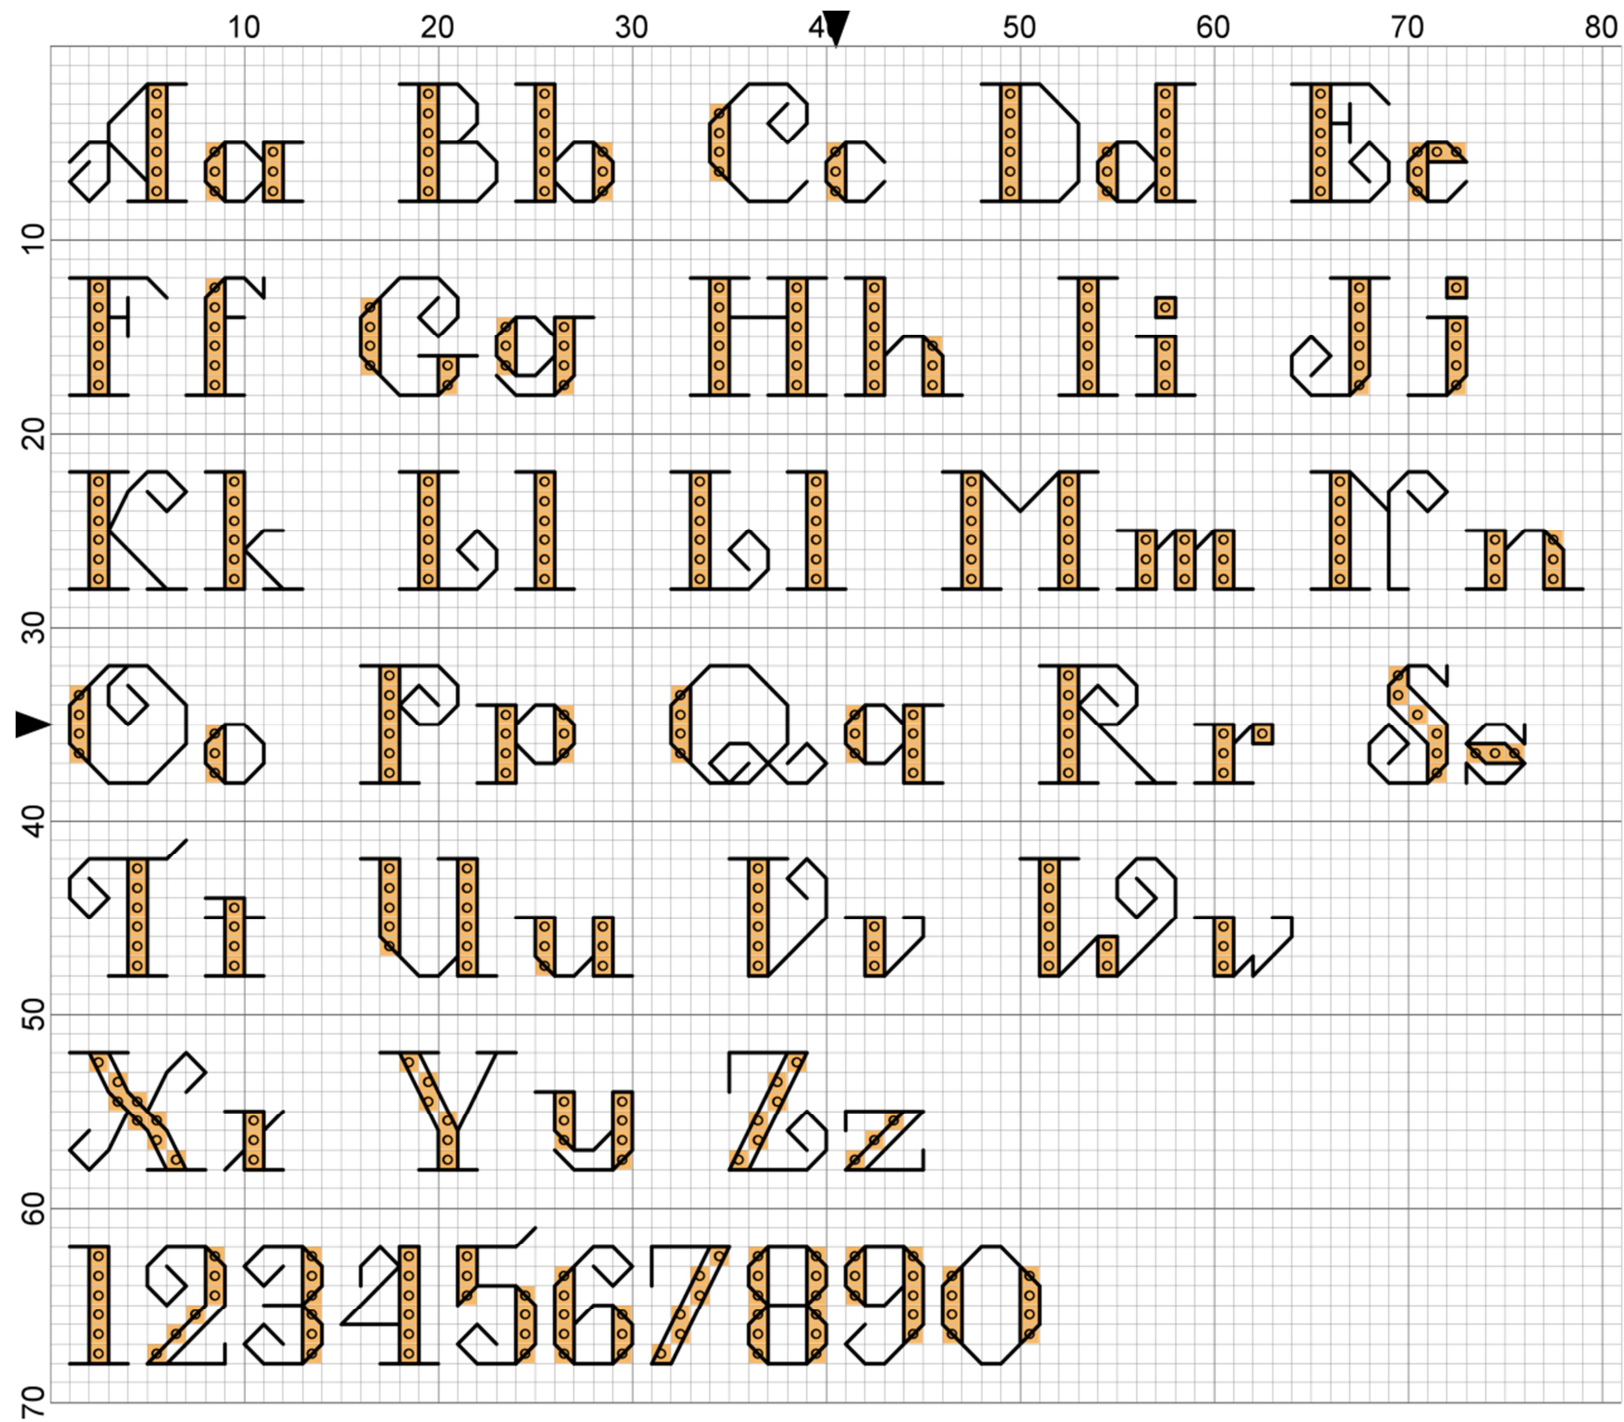 10 20 30 40 50 60 70 80
Aa Bb Cc Dd Ee
10
Ff Gg Hh Ii Jj
20
Kk Ll Ll Mm Nn
30
Oo Pp Qq Rr Ss
40
Tt Uu Vv Ww
50
Xx Yy Zz
60
1234567890
70